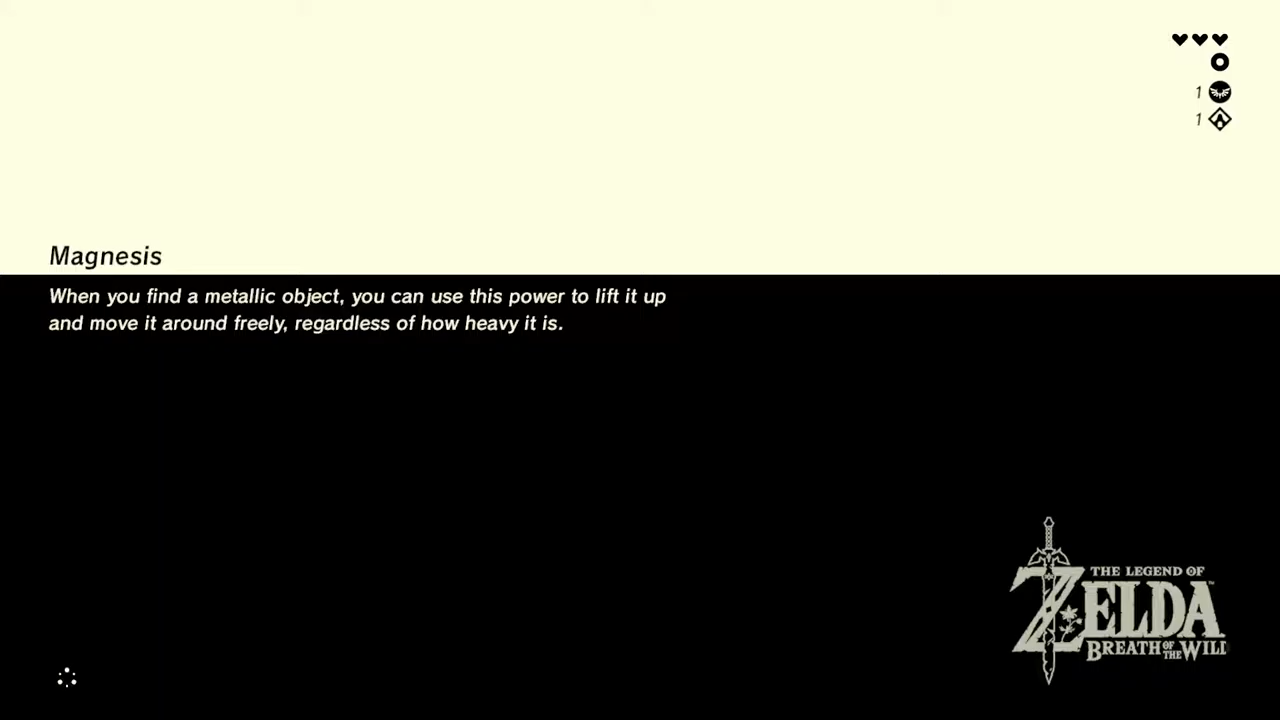 1
1
Magnesis
When you find a metallic object, you can use this power to lift it up
and move it around freely, regardless of how heavy it is.
THE LEGEND OF
ZELDA™
BREATH OF THE WILD